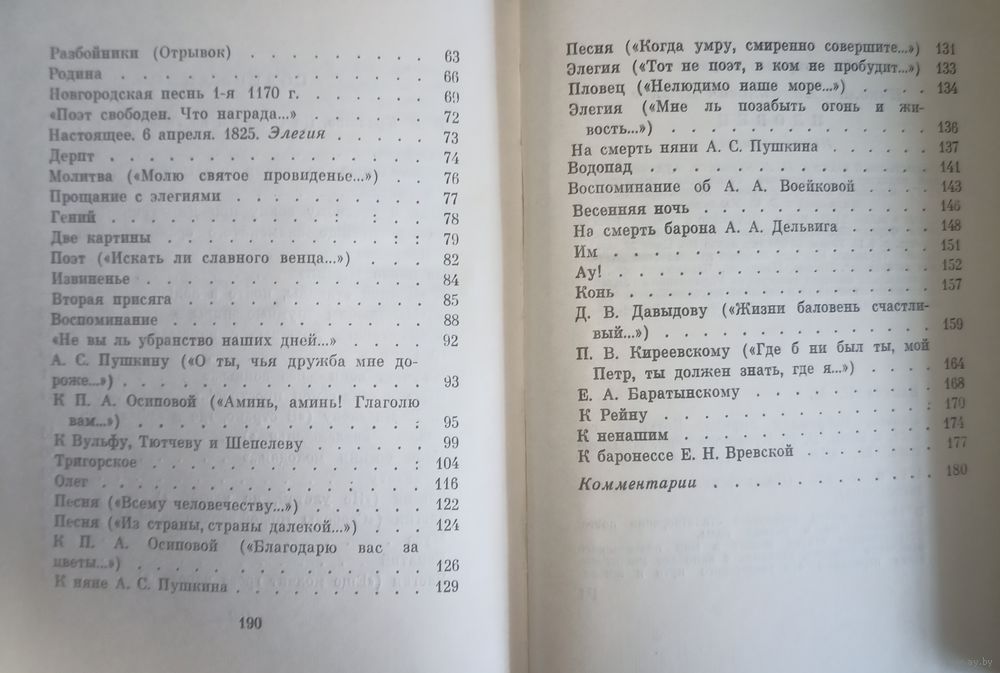 Разбойники (Отрывок) . . . . . . . . . 63
Родина . . . . . . . . . . . . . . . 66
Новгородская песнь 1-я 1170 г. . . . . . . 69
«Поэт свободен. Что награда...» . . . . . . 72
Настоящее. 6 апреля. 1825. Элегия . . . . . 73
Дерпт . . . . . . . . . . . . . . . . 74
Молитва («Молю святое провиденье...») . . 76
Прощание с элегиями . . . . . . . . . . 77
Гений . . . . . . . . . . : . : . . 78
Две картины . . . . . . . . . . . : : 79
Поэт («Искать ли славного венца...») . . . 82
Извиненье . . . . . . . . . . . . . . 84
Вторая присяга . . . . . . . . . . . . 85
Воспоминание . . . . . . . . . . . . . 88
«Не вы ль убранство наших дней...» . . . . 92
А. С. Пушкину («О ты, чья дружба мне до-
роже...») . . . . . . . . . . . . . . . 93
К П. А. Осиповой («Аминь, аминь! Глаголю
вам...») . . . . . . . . . . . . . . : 95
К Вульфу, Тютчеву и Шепелеву . . . . . . 99
Тригорское . . . . . . . . . . . . . : 104
Олег . . . . . . . . . . . . . . . . 116
Песня («Всему человечеству...») . . . . . . 122
Песня («Из страны, страны далекой...») . . . 124
К П. А. Осиповой («Благодарю вас за
цветы...») . . . . . . . . . . . . . . 126
К няне А. С. Пушкина . . . . . . . . . . 129
190
Песня («Когда умру, смиренно совершите...») 131
Элегия («Тот не поэт, в ком не пробудит...») 133
Пловец («Нелюдимо наше море...») . . . . 134
Элегия («Мне ль позабыть огонь и жи-
вость...») . . . . . . . . . . . . . 136
На смерть няни А. С. Пушкина . . . . . 137
Водопад . . . . . . . . . . . . . . 141
Воспоминание об А. А. Воейковой . . . . 143
Весенняя ночь . . . . . . . . . . . . 146
На смерть барона А. А. Дельвига . . . . . 148
Им . . . . . . . . . . . . . . . . 151
Ау! . . . . . . . . . . . . . . . . 152
Конь . . . . . . . . . . . . . . . 157
Д. В. Давыдову («Жизни баловень счастли-
вый...») . . . . . . . . . . . . . . 159
П. В. Киреевскому («Где б ни был ты, мой
Петр, ты должен знать, где я...») . . . . 164
Е. А. Баратынскому . . . . . . . . . 168
К Рейну . . . . . . . . . . . . . : 170
К ненашим . . . . . . . . . . . . . 174
К баронессе Е. Н. Вревской . . . . . . . 177
Комментарии . . . . . . . . . . . . 180